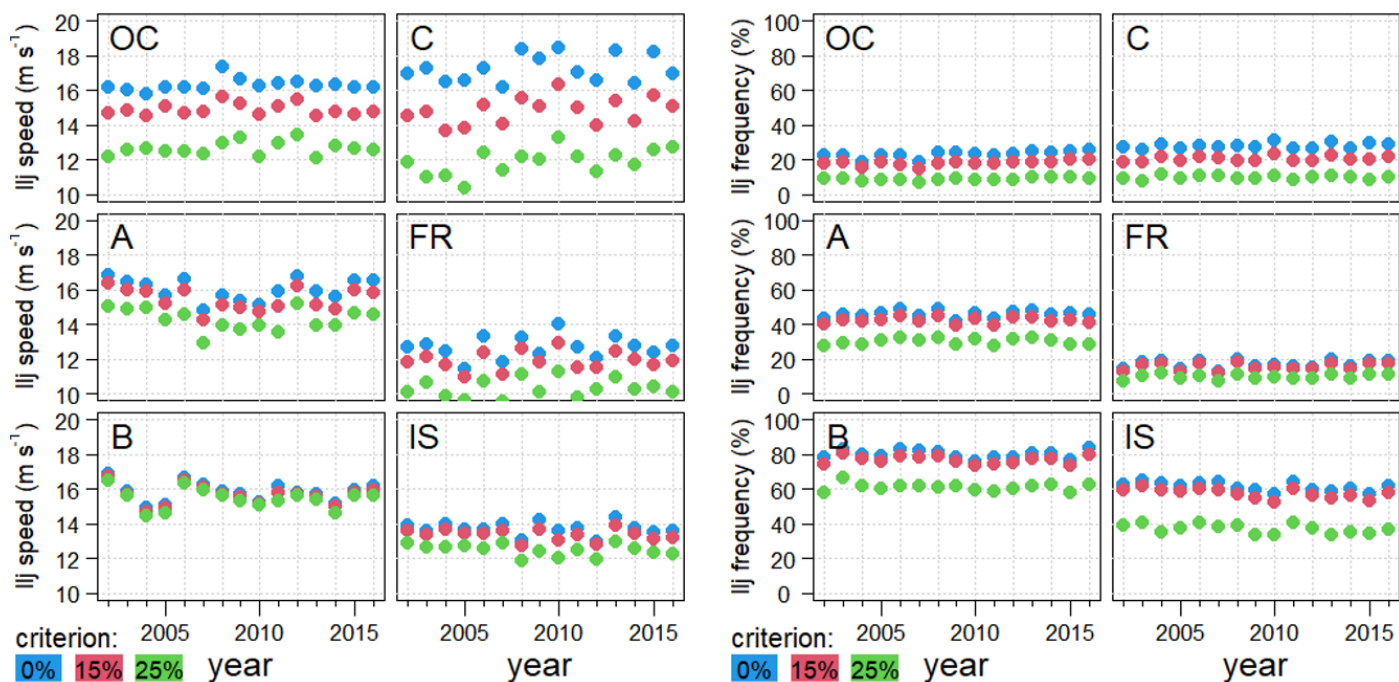 OC
C
OC
C
20
18
16
14
12
10
llj speed (m s⁻¹)
100
80
60
40
20
0
llj frequency (%)
A
FR
A
FR
20
18
16
14
12
10
llj speed (m s⁻¹)
100
80
60
40
20
0
llj frequency (%)
B
IS
B
IS
20
18
16
14
12
10
llj speed (m s⁻¹)
100
80
60
40
20
0
llj frequency (%)
2005 2010 2015 2005 2010 2015 2005 2010 2015 2005 2010 2015
criterion:
0% 15% 25%
year
year
criterion:
0% 15% 25%
year
year